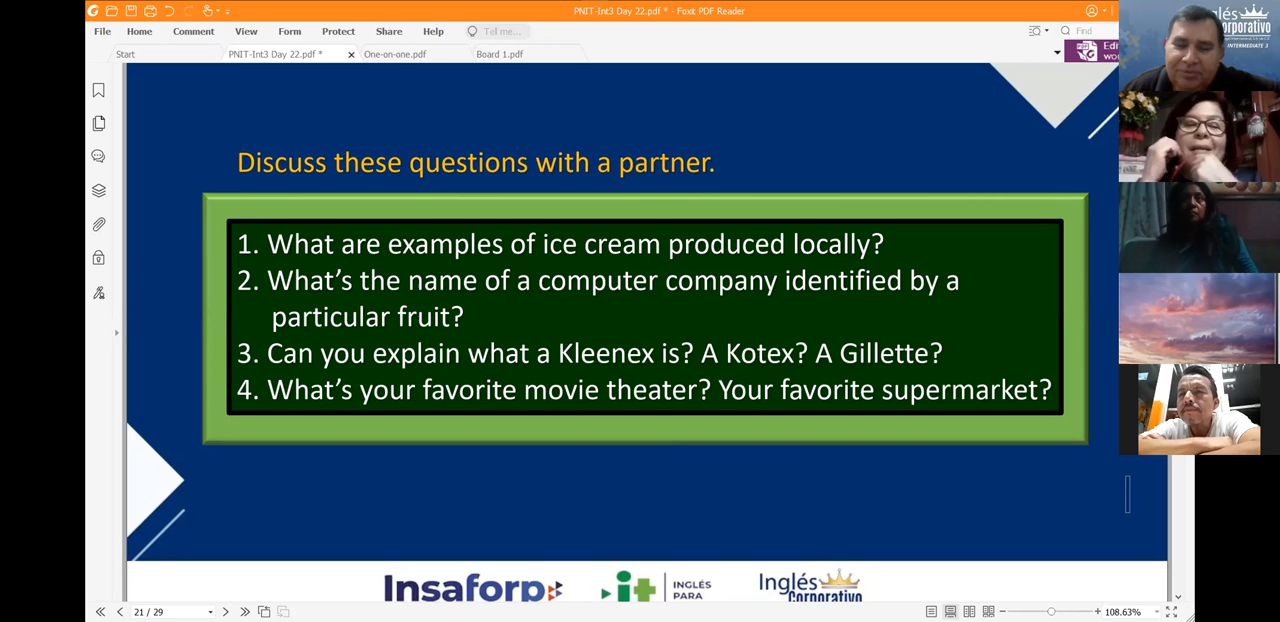 PNIT-Int3 Day 22.pdf * - Foxit PDF Reader
File Home Comment View Form Protect Share Help Tell me... Find
Start PNIT-Int3 Day 22.pdf * One-on-one.pdf Board 1.pdf
Discuss these questions with a partner.
1. What are examples of ice cream produced locally?
2. What's the name of a computer company identified by a
particular fruit?
3. Can you explain what a Kleenex is? A Kotex? A Gillette?
4. What's your favorite movie theater? Your favorite supermarket?
Insaforp
it
INGLÉS
PARA
Inglés
Corporativo
21 / 29
108.63%
INTERMEDIATE 3